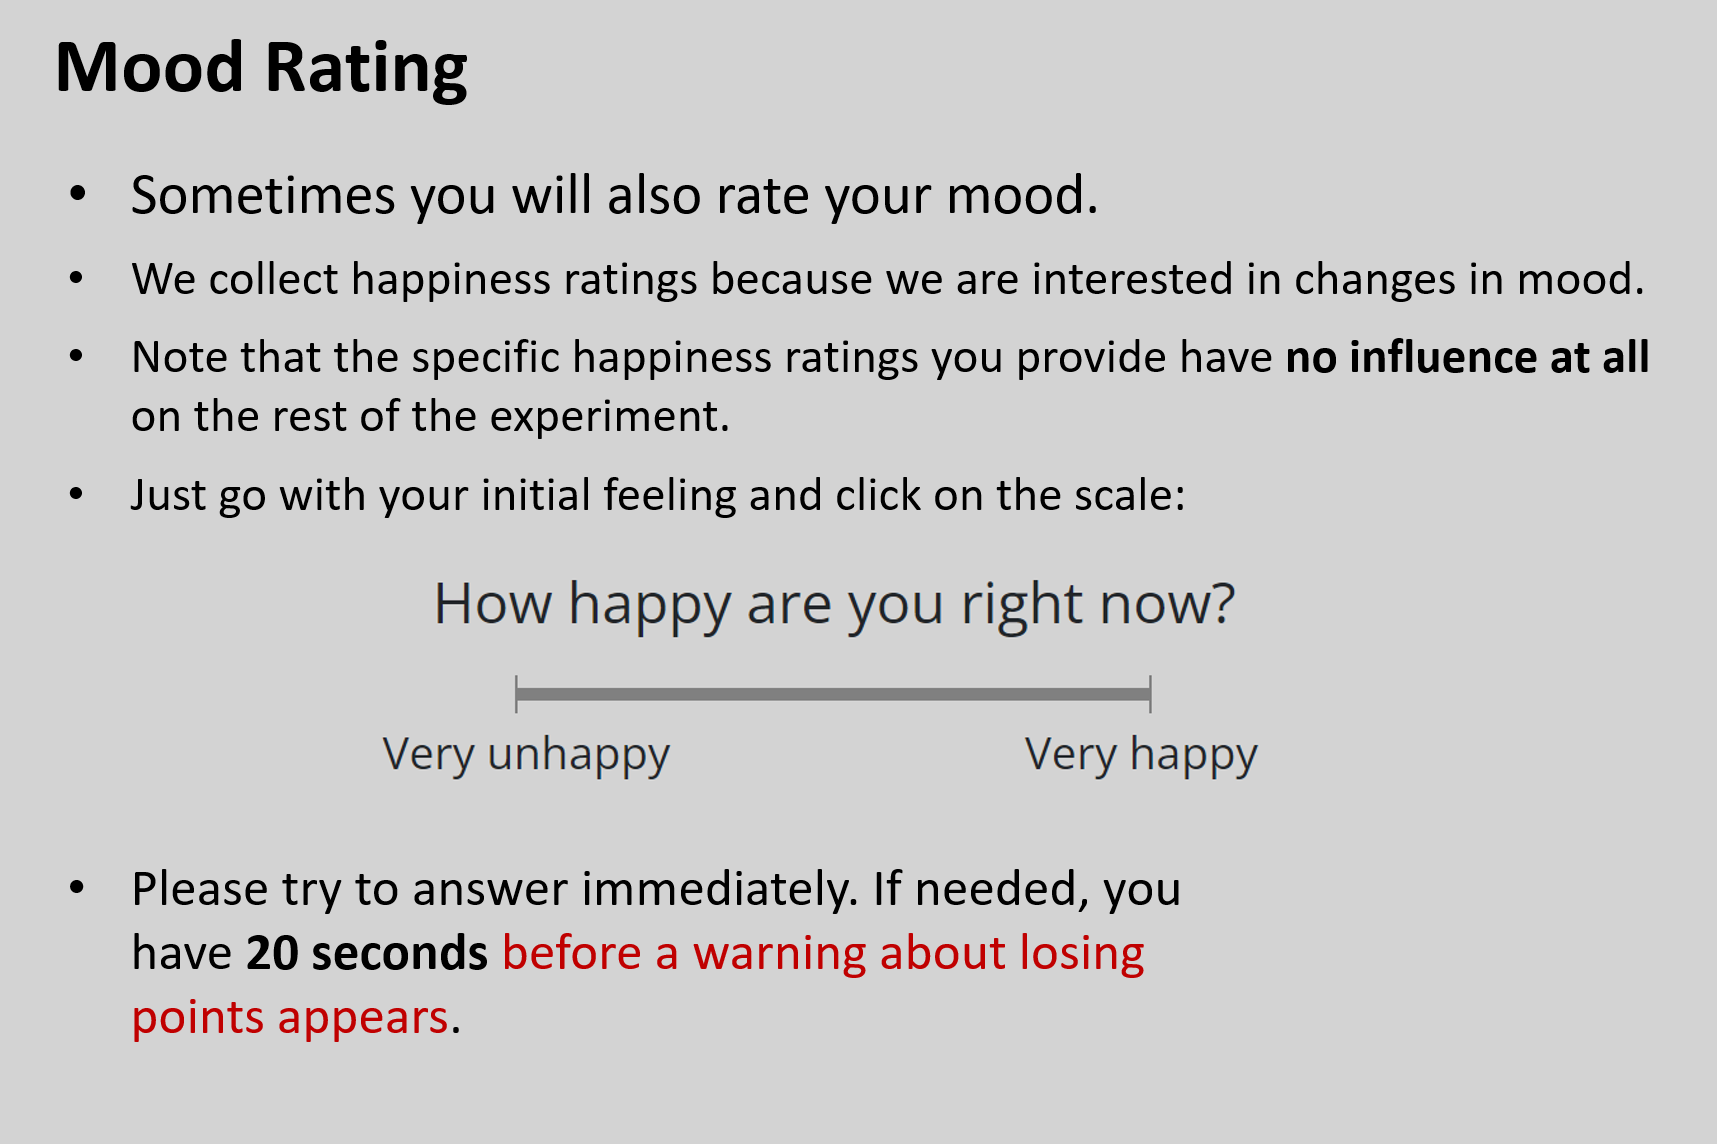 Mood Rating
• Sometimes you will also rate your mood.
• We collect happiness ratings because we are interested in changes in mood.
• Note that the specific happiness ratings you provide have no influence at all
on the rest of the experiment.
• Just go with your initial feeling and click on the scale:
How happy are you right now?
Very unhappy Very happy
• Please try to answer immediately. If needed, you
have 20 seconds before a warning about losing
points appears.